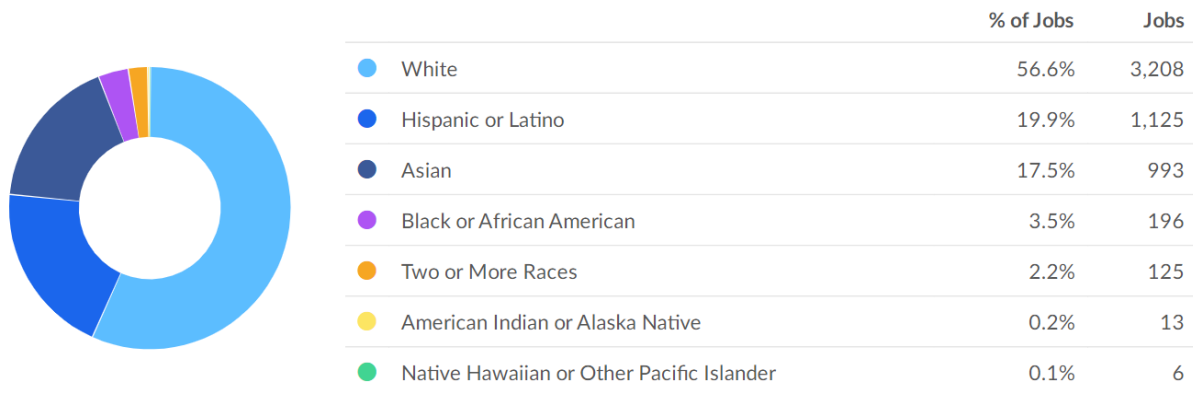 % of Jobs Jobs
White 56.6% 3,208
Hispanic or Latino 19.9% 1,125
Asian 17.5% 993
Black or African American 3.5% 196
Two or More Races 2.2% 125
American Indian or Alaska Native 0.2% 13
Native Hawaiian or Other Pacific Islander 0.1% 6